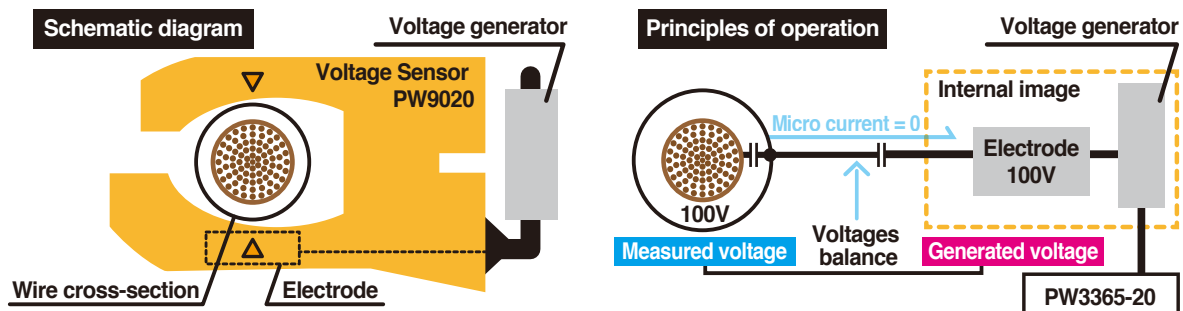 Schematic diagram
Voltage generator
Voltage Sensor
PW9020
Wire cross-section
Electrode
Principles of operation
Voltage generator
Internal image
Micro current = 0
Electrode
100V
100V
Measured voltage
Voltages
balance
Generated voltage
PW3365-20